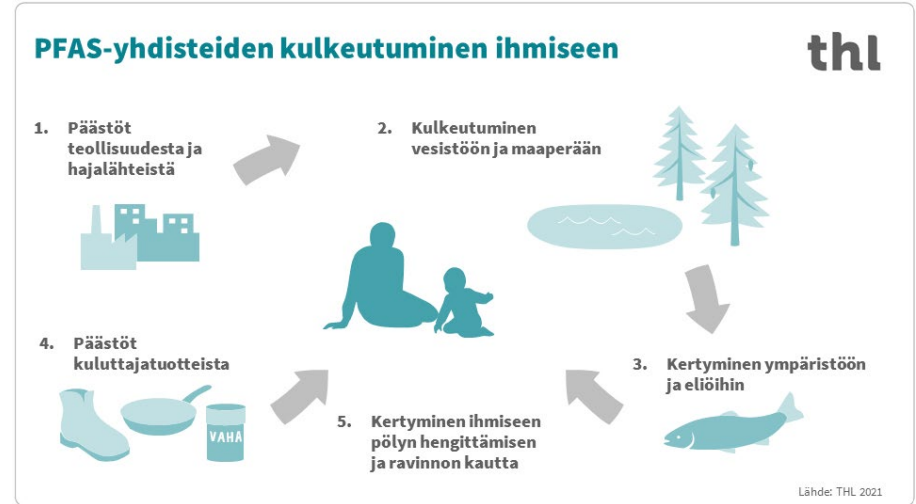 PFAS-yhdisteiden kulkeutuminen ihmiseen
thl
1. Päästöt
teollisuudesta ja
hajalähteistä
2. Kulkeutuminen
vesistöön ja maaperään
3. Kertyminen ympäristöön
ja eliöihin
4. Päästöt
kuluttajatuotteista
VAHA
5. Kertyminen ihmiseen
pölyn hengittämisen
ja ravinnon kautta
Lähde: THL 2021